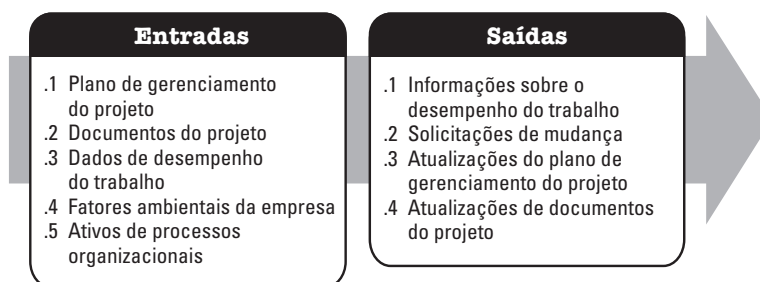 Entradas
.1 Plano de gerenciamento
do projeto
.2 Documentos do projeto
.3 Dados de desempenho
do trabalho
.4 Fatores ambientais da empresa
.5 Ativos de processos
organizacionais
Saídas
.1 Informações sobre o
desempenho do trabalho
.2 Solicitações de mudança
.3 Atualizações do plano de
gerenciamento do projeto
.4 Atualizações de documentos
do projeto